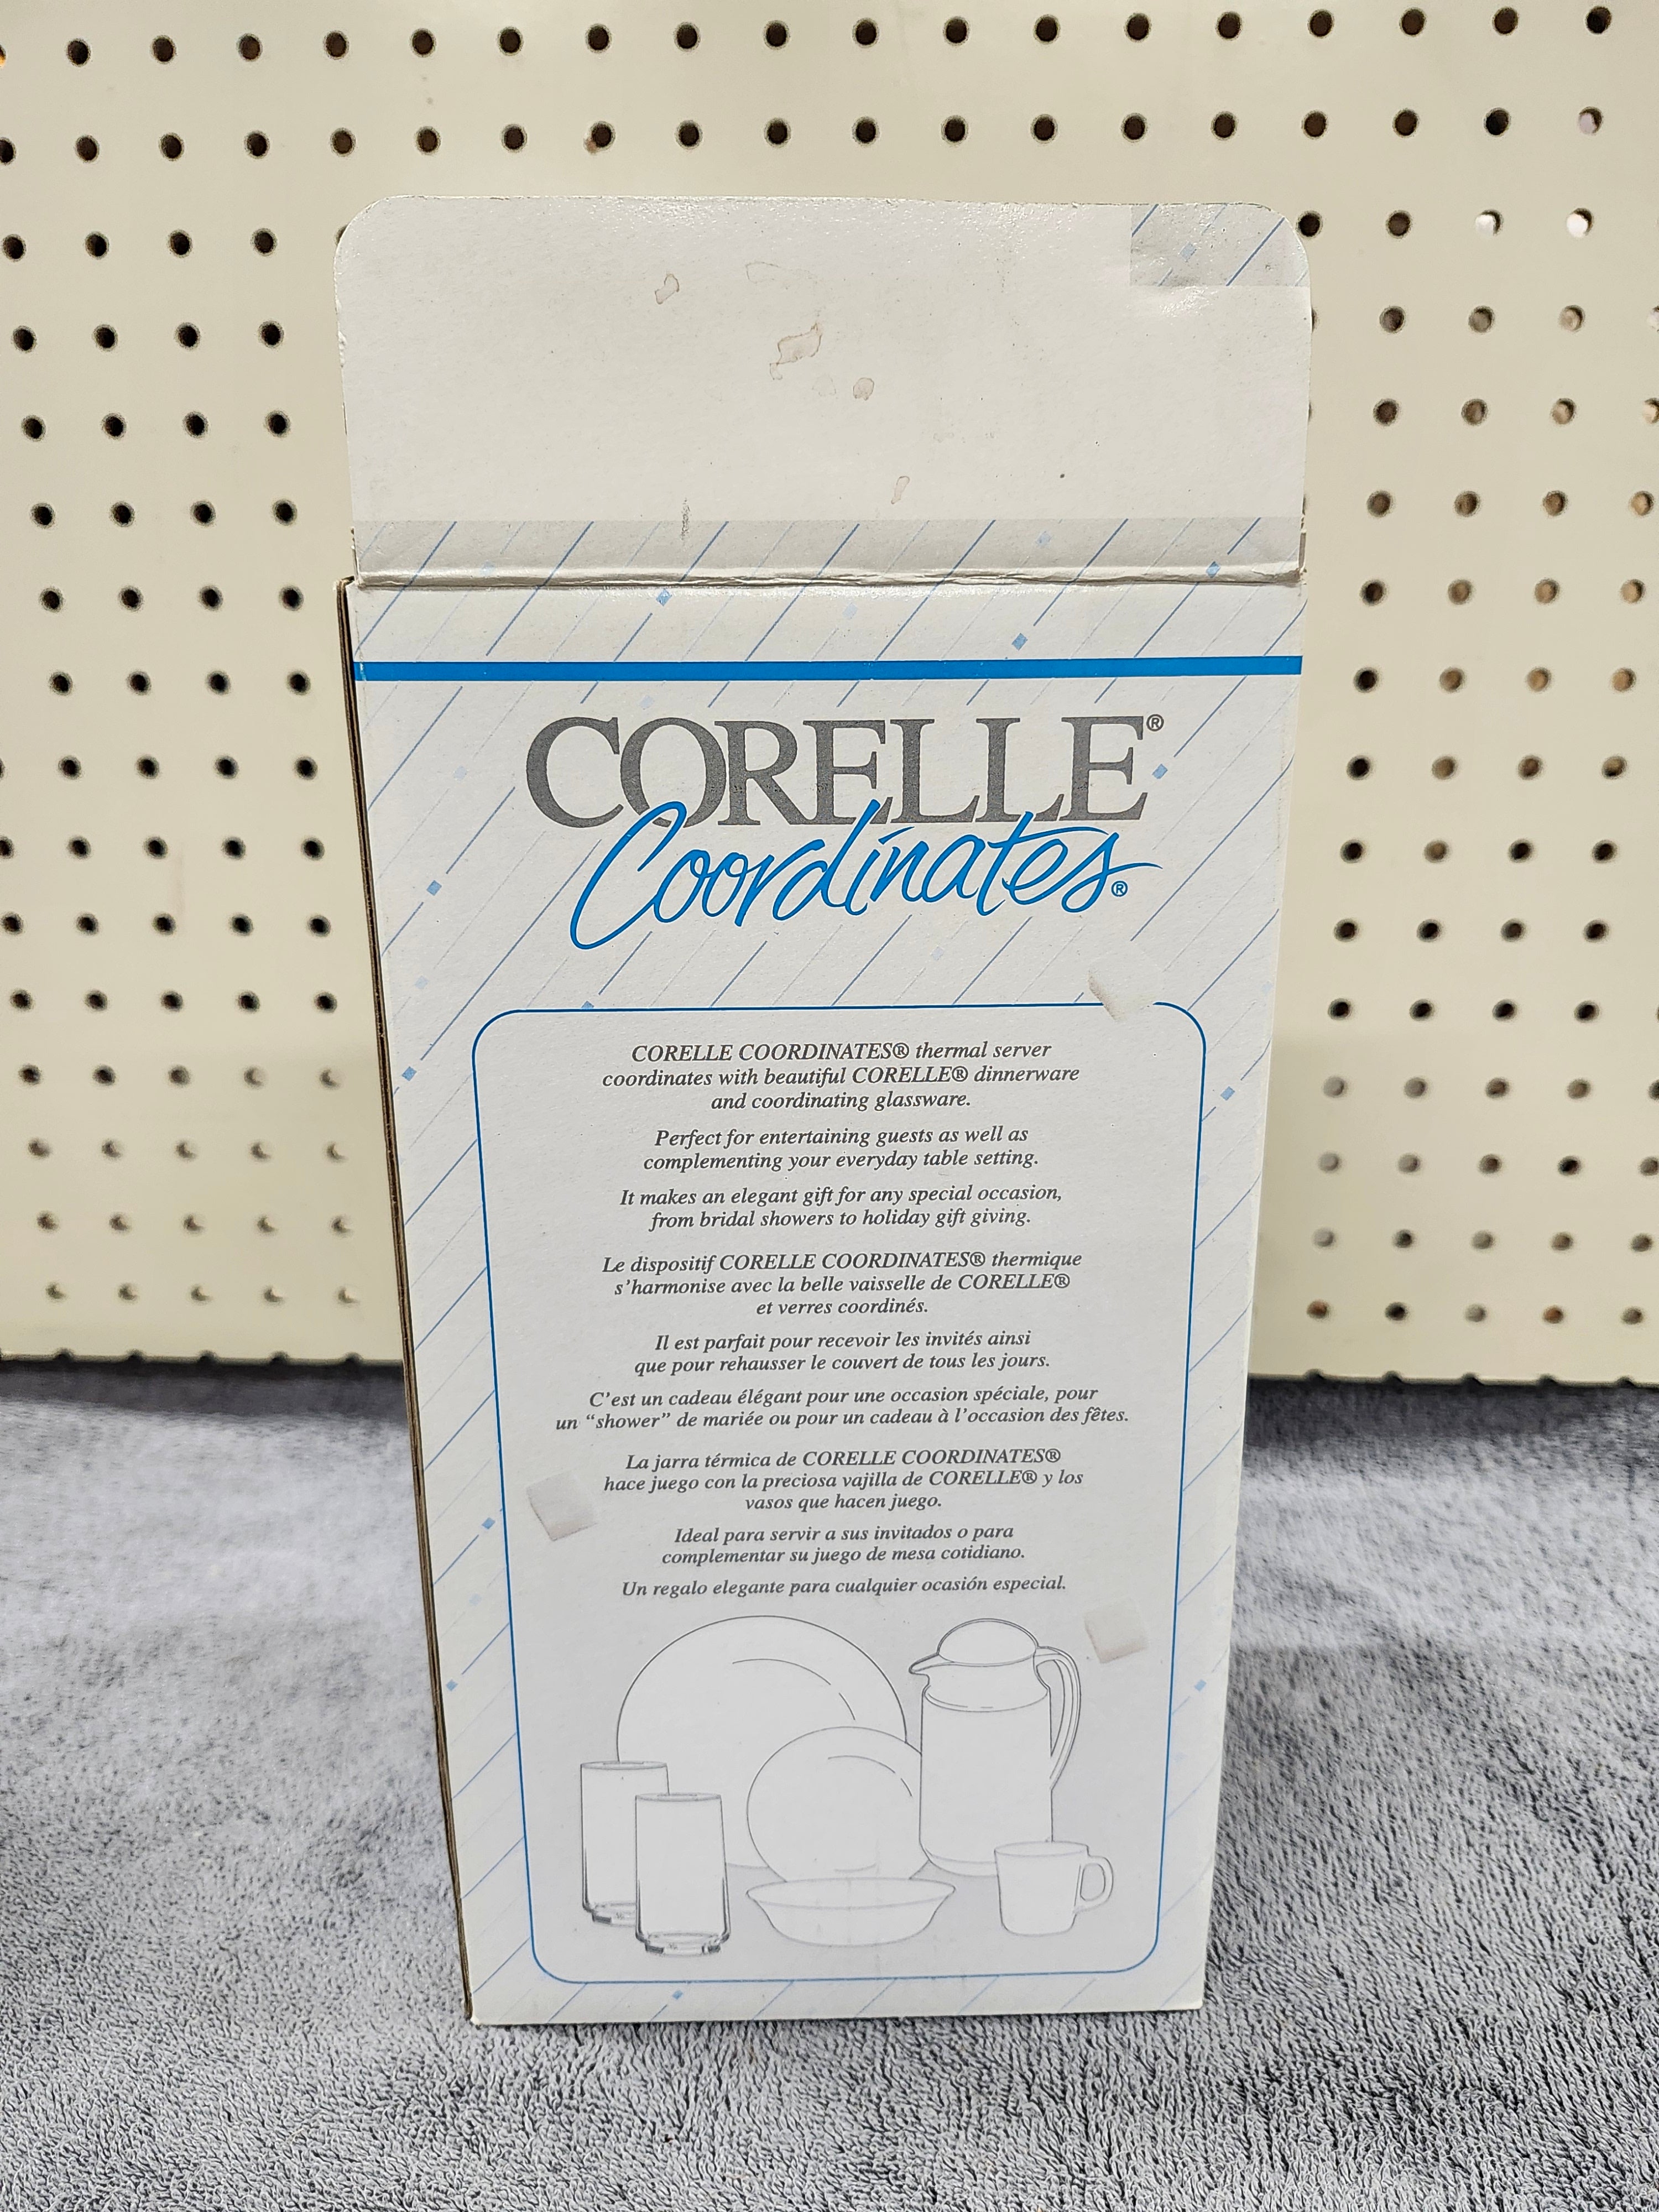 CORELLE®
Coordinates®
CORELLE COORDINATES® thermal server
coordinates with beautiful CORELLE® dinnerware
and coordinating glassware.
Perfect for entertaining guests as well as
complementing your everyday table setting.
It makes an elegant gift for any special occasion,
from bridal showers to holiday gift giving.
Le dispositif CORELLE COORDINATES® thermique
s'harmonise avec la belle vaisselle de CORELLE®
et verres coordinés.
Il est parfait pour recevoir les invités ainsi
que pour rehausser le couvert de tous les jours.
C'est un cadeau élégant pour une occasion spéciale, pour
un "shower" de mariée ou pour un cadeau à l'occasion des fêtes.
La jarra térmica de CORELLE COORDINATES®
hace juego con la preciosa vajilla de CORELLE® y los
vasos que hacen juego.
Ideal para servir a sus invitados o para
complementar su juego de mesa cotidiano.
Un regalo elegante para cualquier ocasión especial.